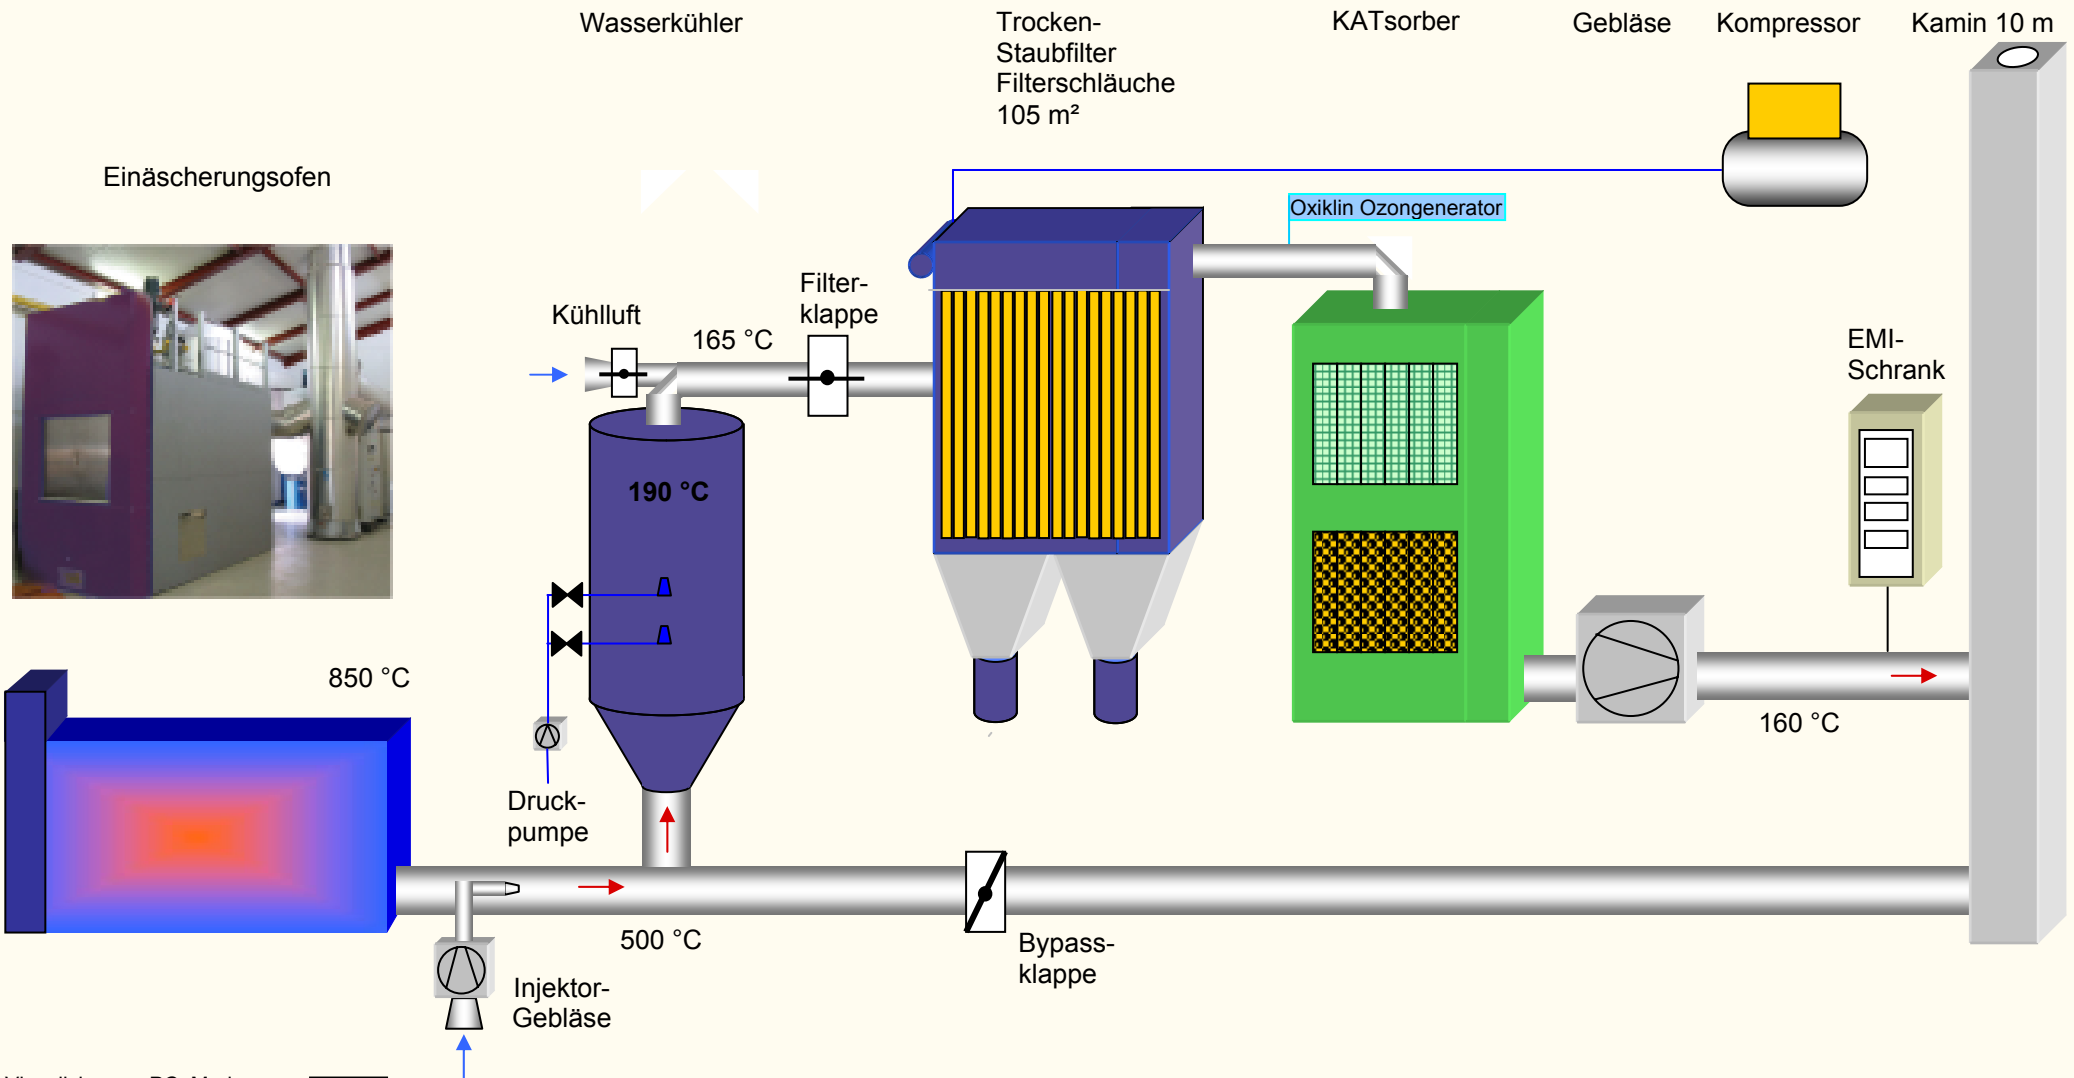 Wasserkühler
Trocken-
Staubfilter
Filterschläuche
105 m²
KATsorber
Gebläse
Kompressor
Kamin 10 m
Einäscherungsofen
Oxiklin Ozongenerator
Filter-
klappe
Kühlluft
165 °C
EMI-
Schrank
190 °C
850 °C
160 °C
Druck-
pumpe
500 °C
Bypass-
klappe
Injektor-
Gebläse